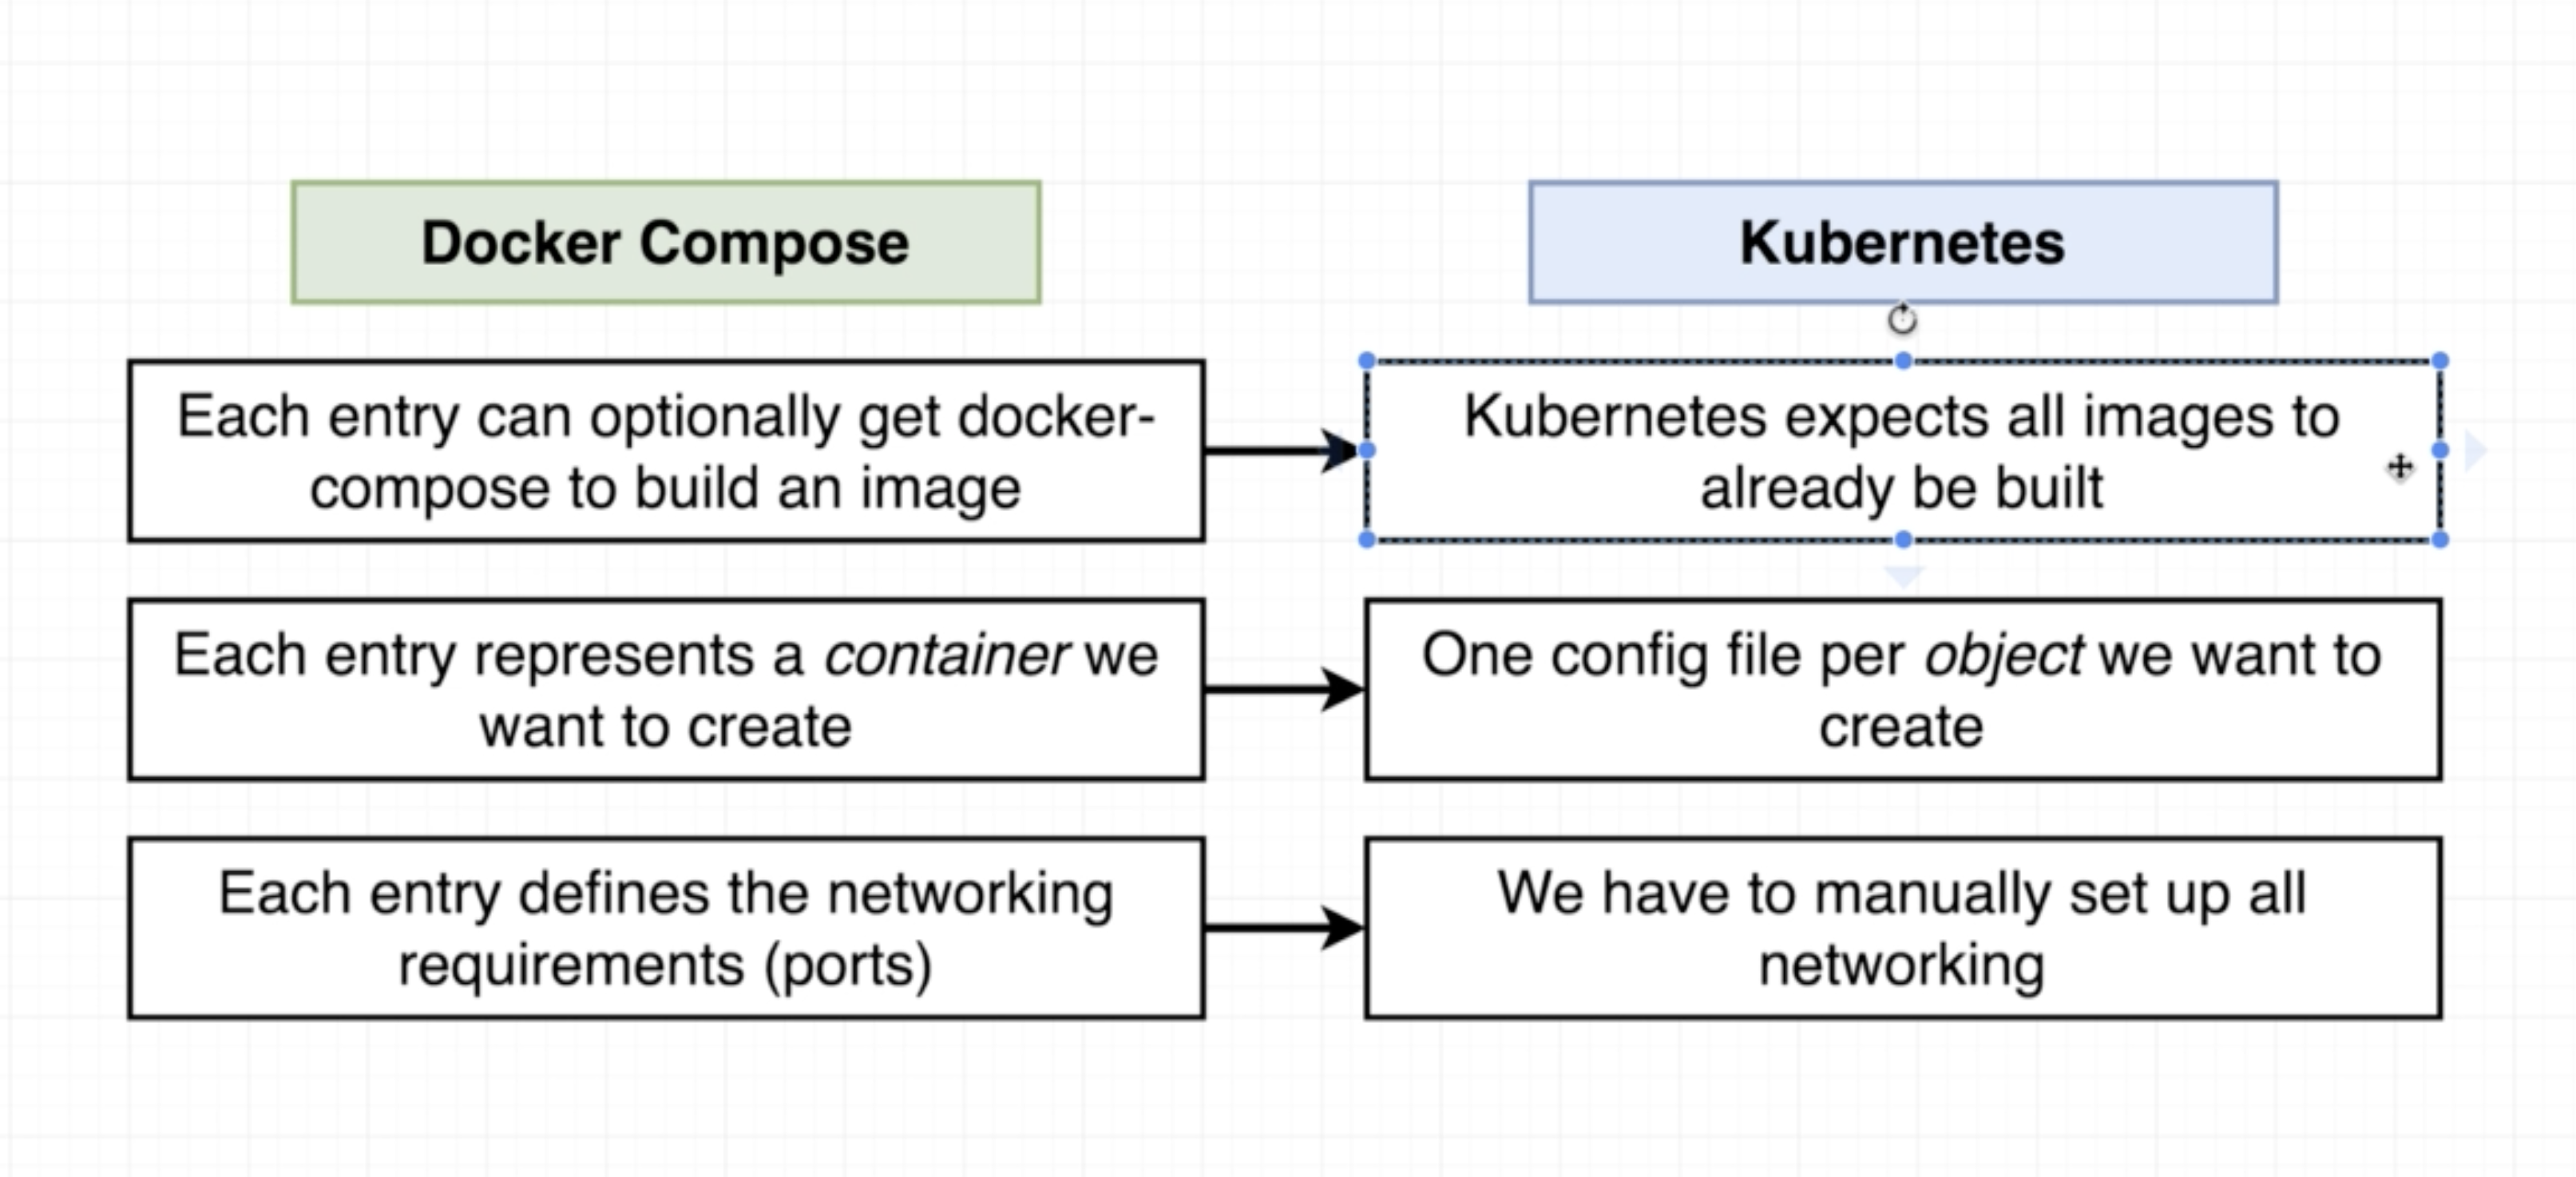 Docker Compose
Kubernetes
Each entry can optionally get docker-
compose to build an image
Kubernetes expects all images to
already be built
Each entry represents a container we
want to create
One config file per object we want to
create
Each entry defines the networking
requirements (ports)
We have to manually set up all
networking